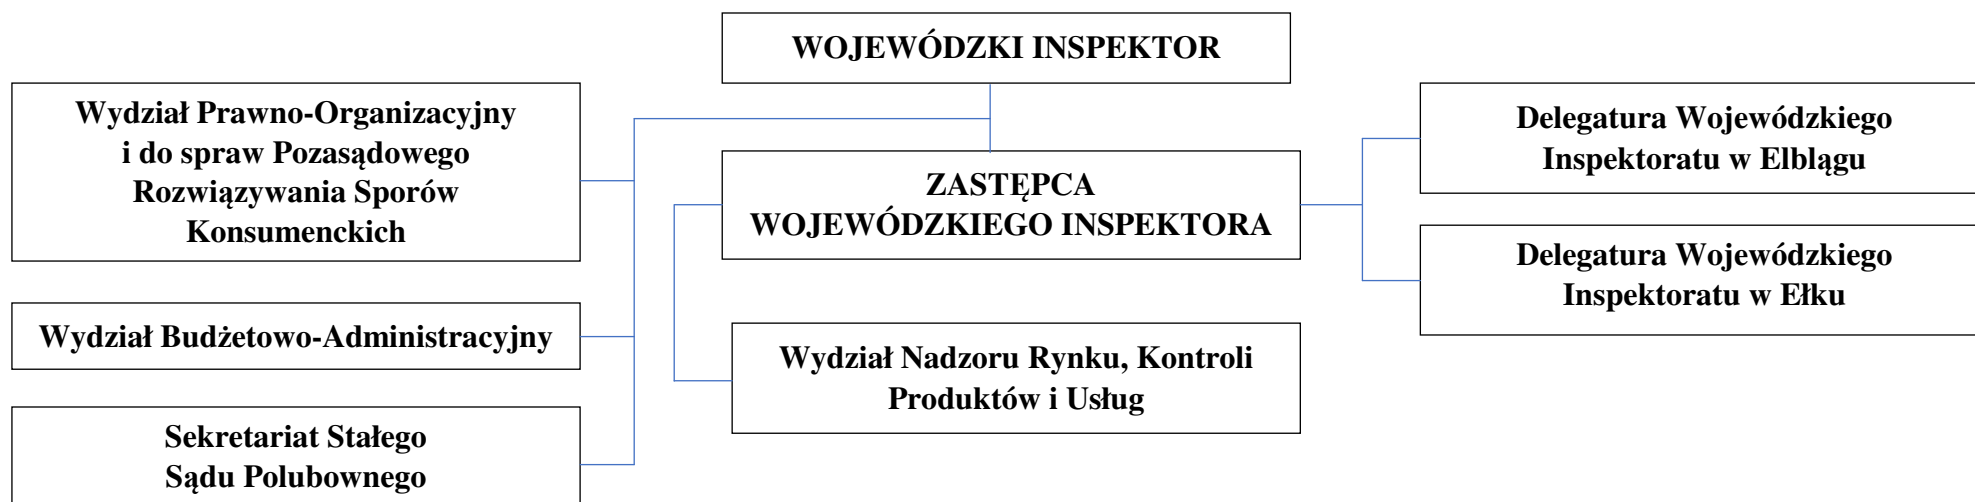 WOJEWÓDZKI INSPEKTOR
Wydział Prawno-Organizacyjny
i do spraw Pozasądowego
Rozwiązywania Sporów
Konsumenckich
Delegatura Wojewódzkiego
Inspektoratu w Elblągu
ZASTĘPCA
WOJEWÓDZKIEGO INSPEKTORA
Delegatura Wojewódzkiego
Inspektoratu w Ełku
Wydział Budżetowo-Administracyjny
Wydział Nadzoru Rynku, Kontroli
Produktów i Usług
Sekretariat Stałego
Sądu Polubownego